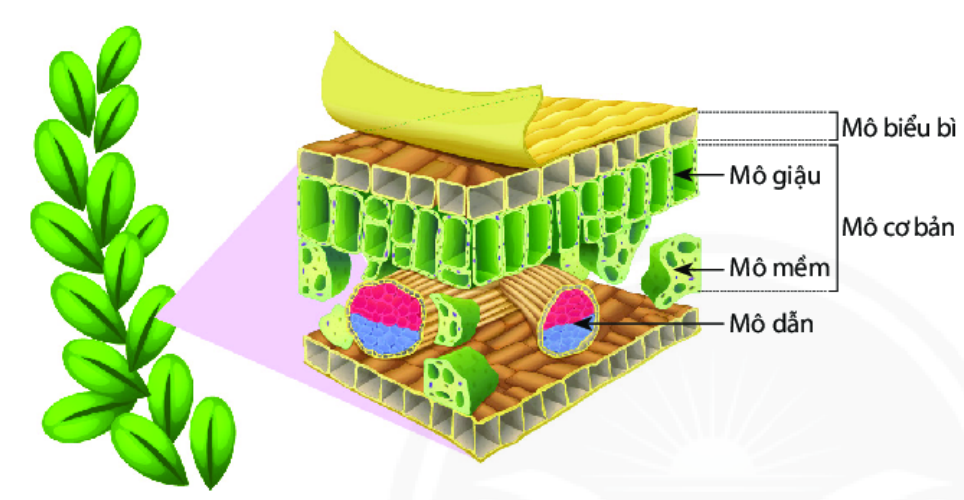 Mô biểu bì
Mô giậu
Mô cơ bản
Mô mềm
Mô dẫn